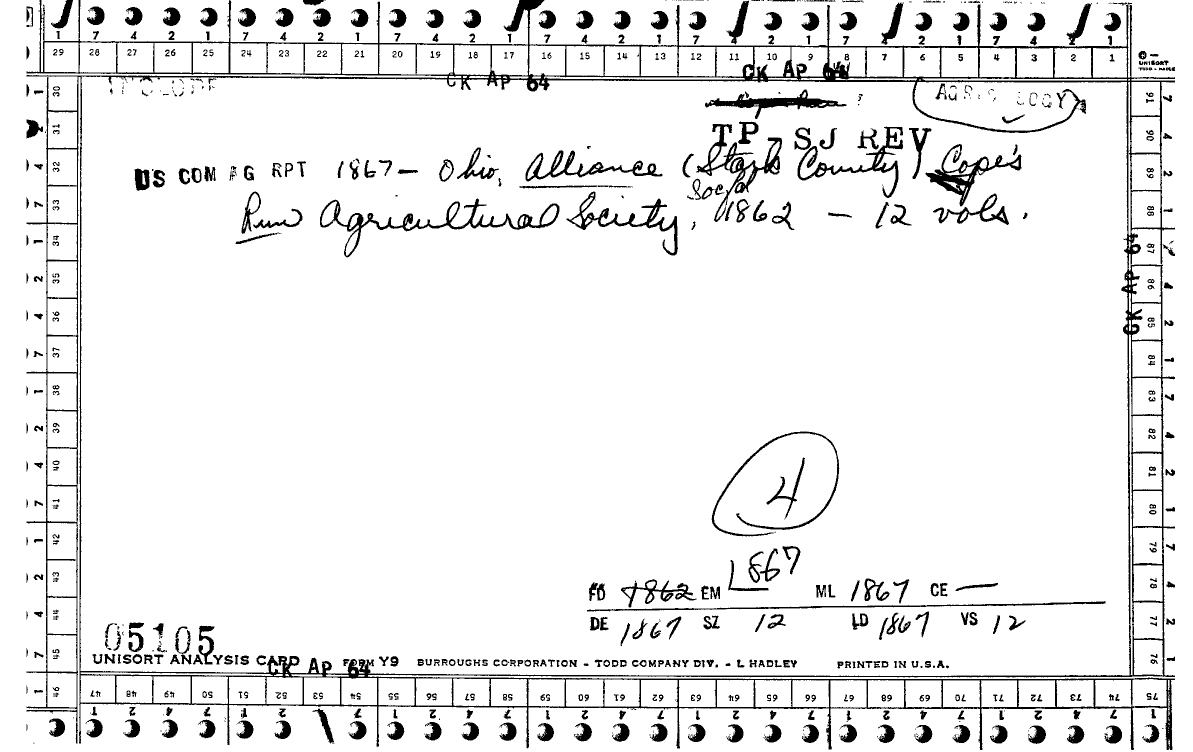 1 7 4 2 1 7 4 2 1 7 4 2 1 7 4 2 1 7 4 2 1 7 4 2 1 7 4 2 1
29 28 27 26 25 24 23 22 21 20 19 18 17 16 15 14 13 12 11 10 9 8 7 6 5 4 3 2 1
UNISORT
CK AP 64
CK AP 64
INCLUDE
TP - SJ REV
US COM AG RPT 1867 - Ohio, Alliance (Stark County) Cope's
Run Agricultural Society, 1862 - 12 vols.
Socy
30 31 32 33 34 35 36 37 38 39 40 41 42 43 44 45 46
91 90 89 88 87 86 85 84 83 82 81 80 79 78 77 76
CK AP 64
4
1867
FD 1862 EM ML 1867 CE —
DE 1867 SZ 12 LD 1867 VS 12
05105
UNISORT ANALYSIS CARD FORM Y9 BURROUGHS CORPORATION - TODD COMPANY DIV. - L HADLEY PRINTED IN U.S.A.
CK AP 64
47 48 49 50 51 52 53 54 55 56 57 58 59 60 61 62 63 64 65 66 67 68 69 70 71 72 73 74 75